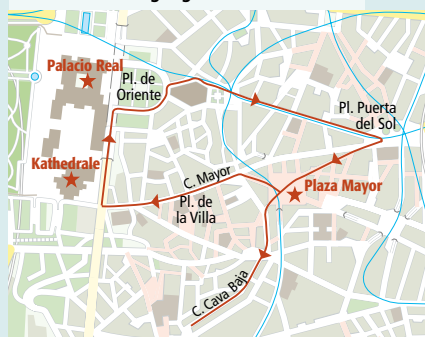 Palacio Real
Pl. de
Oriente
Pl. Puerta
del Sol
Kathedrale
C. Mayor
Plaza Mayor
Pl. de
la Villa
C. Cava Baja